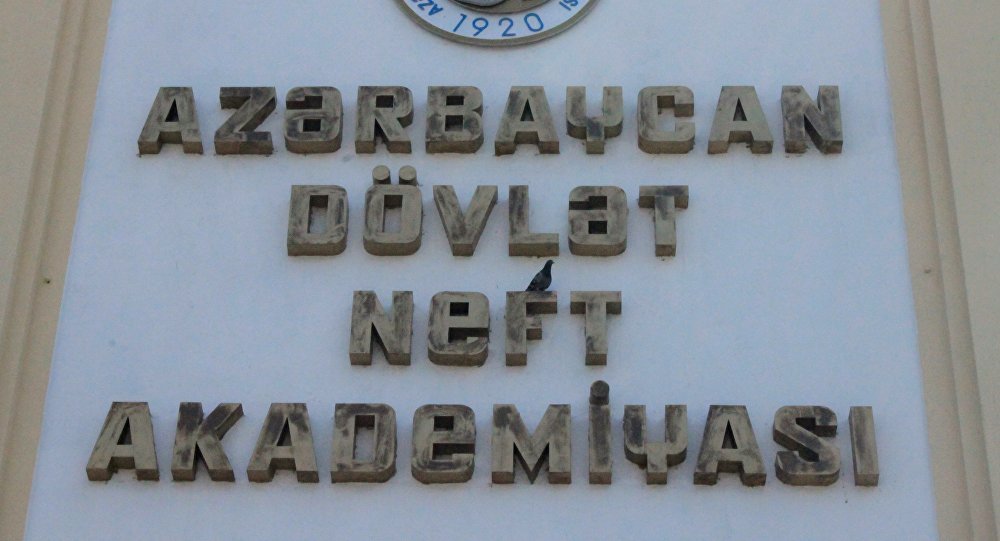 1920
AZƏRBAYCAN
DÖVLƏT
NEFT
AKADEMİYASI